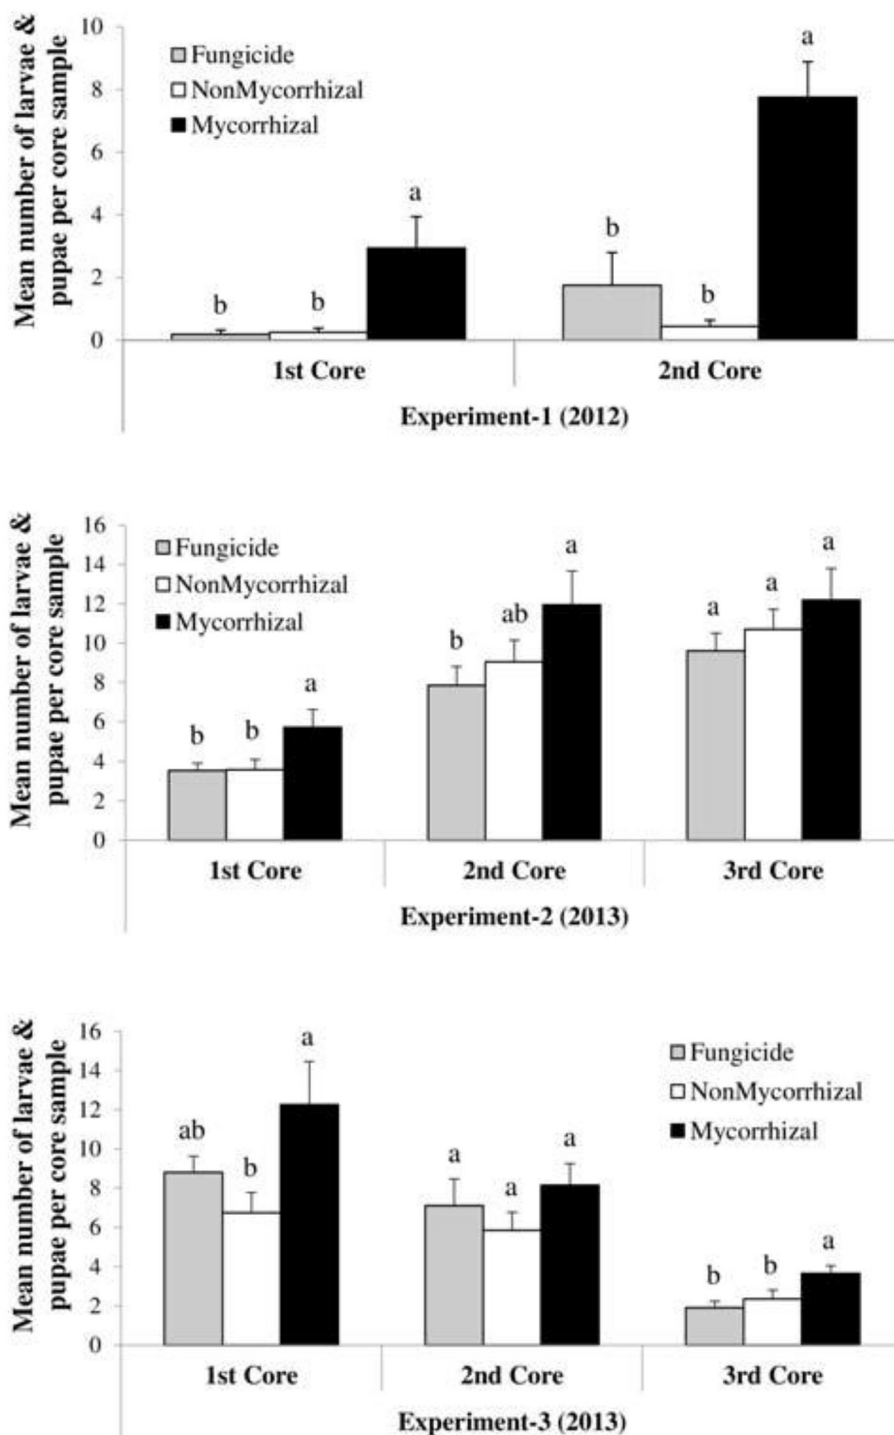 Mean number of larvae &
pupae per core sample
10
8
6
4
2
0
Fungicide
NonMycorrhizal
Mycorrhizal
b
b
a
b
b
a
1st Core
2nd Core
Experiment-1 (2012)
Mean number of larvae &
pupae per core sample
16
14
12
10
8
6
4
2
0
Fungicide
NonMycorrhizal
Mycorrhizal
b
b
a
b
ab
a
a
a
a
1st Core
2nd Core
3rd Core
Experiment-2 (2013)
Mean number of larvae &
pupae per core sample
16
14
12
10
8
6
4
2
0
Fungicide
NonMycorrhizal
Mycorrhizal
ab
b
a
a
a
a
b
b
a
1st Core
2nd Core
3rd Core
Experiment-3 (2013)